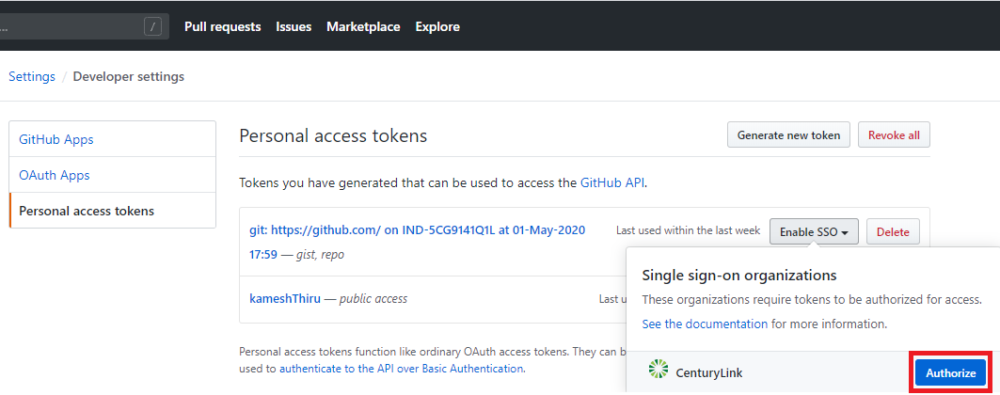 ... / Pull requests Issues Marketplace Explore
Settings / Developer settings
GitHub Apps
OAuth Apps
Personal access tokens
Personal access tokens Generate new token Revoke all
Tokens you have generated that can be used to access the GitHub API.
git: https://github.com/ on IND-5CG9141Q1L at 01-May-2020 Last used within the last week Enable SSO Delete
17:59 — gist, repo
kameshThiru — public access Last u
Personal access tokens function like ordinary OAuth access tokens. They can b
used to authenticate to the API over Basic Authentication.
Single sign-on organizations
These organizations require tokens to be authorized for access.
See the documentation for more information.
CenturyLink Authorize